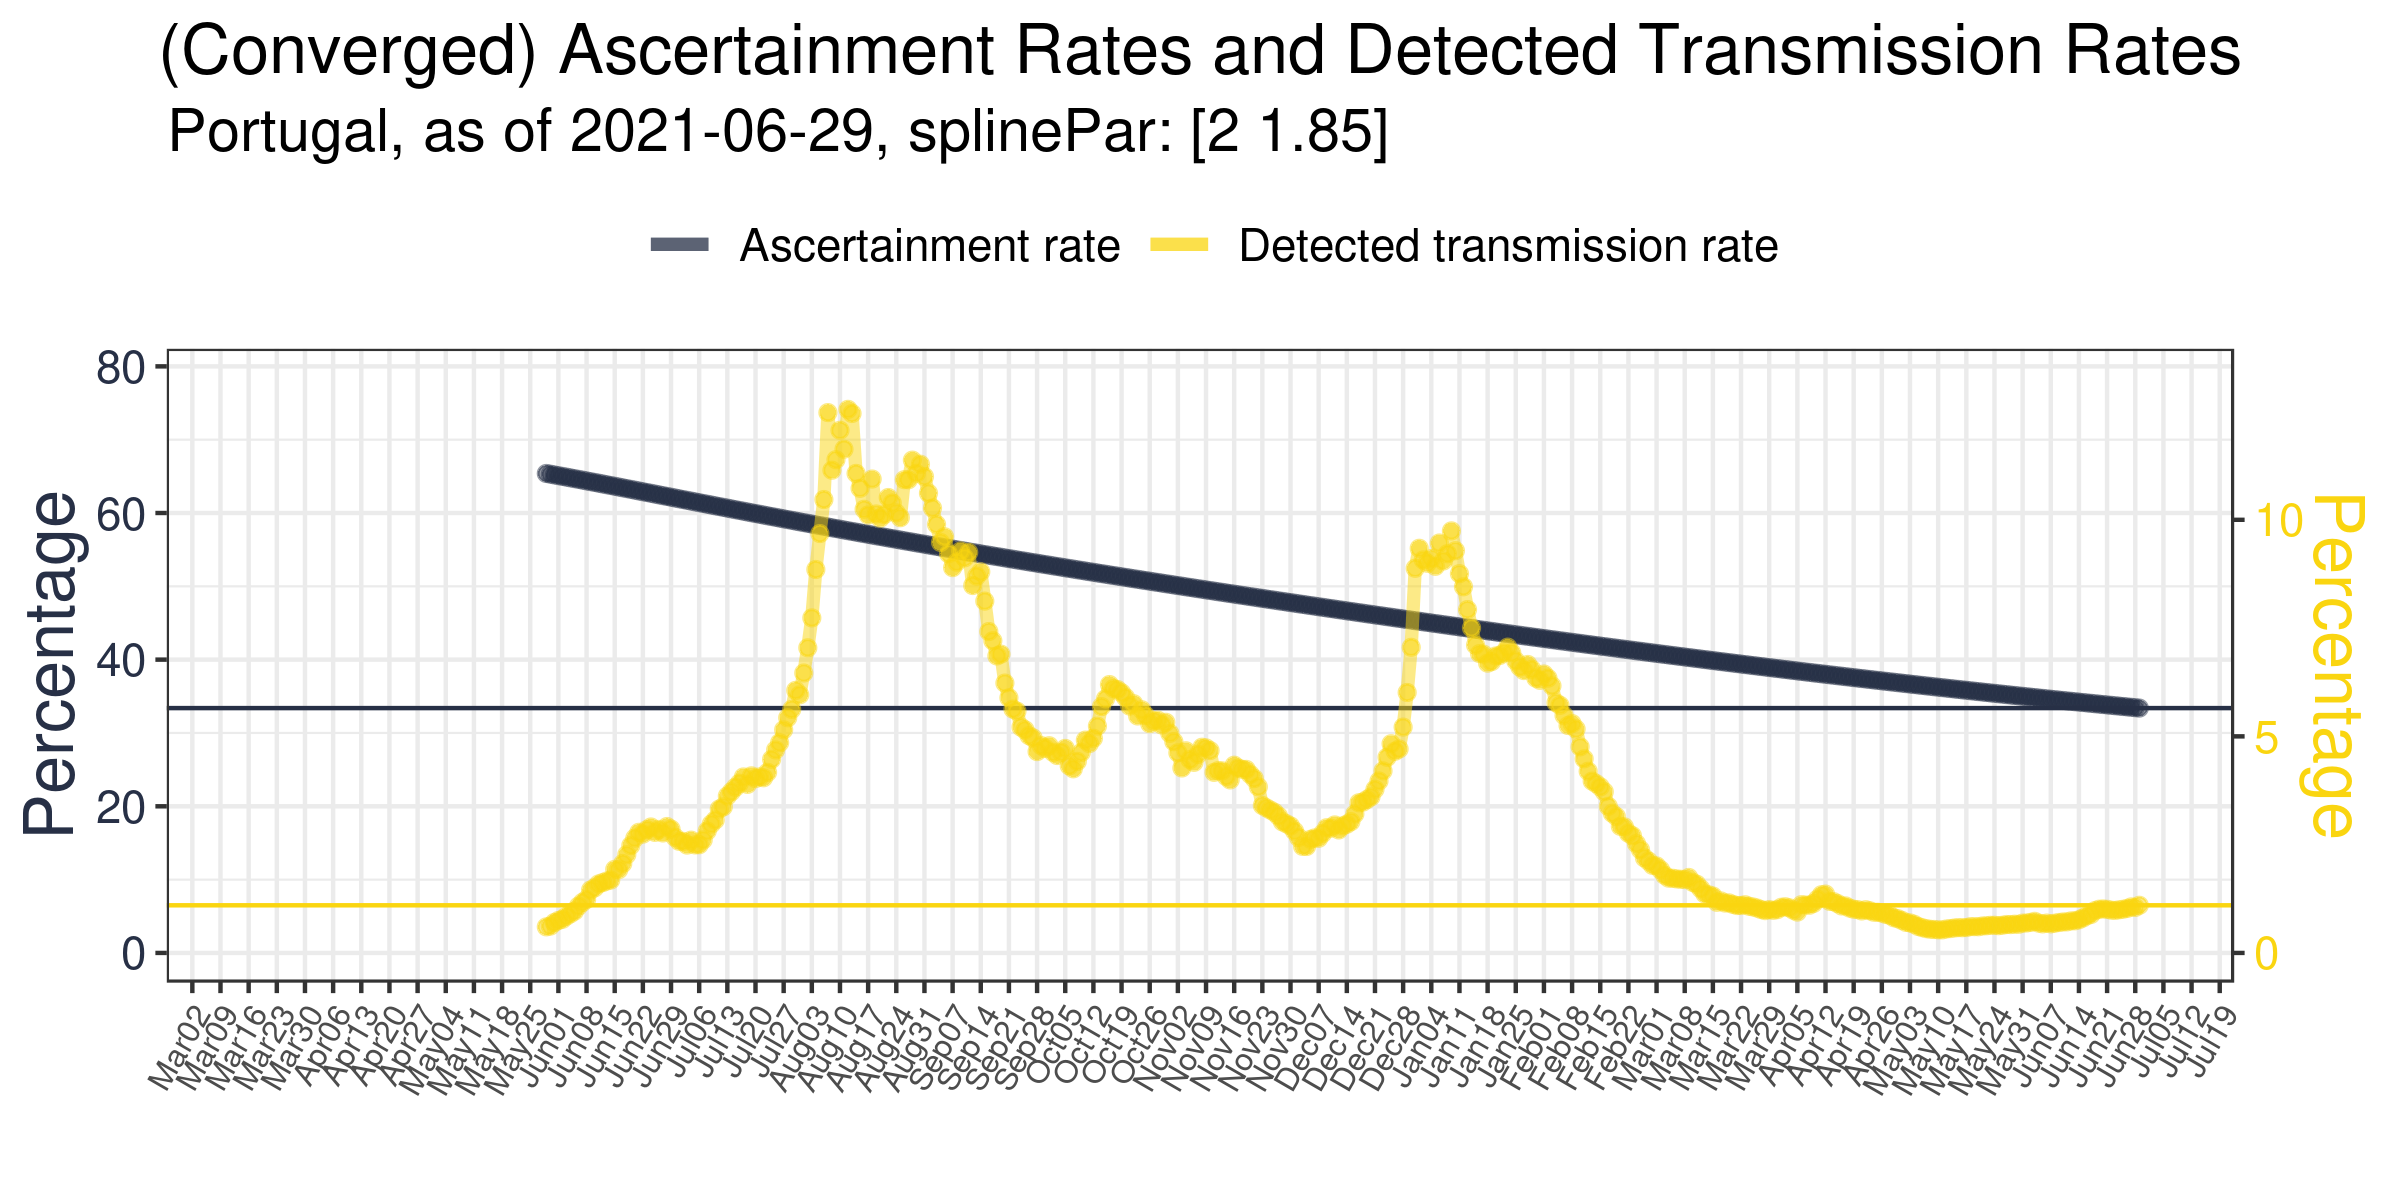 (Converged) Ascertainment Rates and Detected Transmission Rates
Portugal, as of 2021-06-29, splinePar: [2 1.85]
Ascertainment rate
Detected transmission rate
Percentage
80
60
40
20
0
10
5
0
Percentage
Mar02
Mar09
Mar16
Mar23
Mar30
Apr06
Apr13
Apr20
Apr27
May04
May11
May18
May25
Jun01
Jun08
Jun15
Jun22
Jun29
Jul06
Jul13
Jul20
Jul27
Aug03
Aug10
Aug17
Aug24
Aug31
Sep07
Sep14
Sep21
Sep28
Oct05
Oct12
Oct19
Oct26
Nov02
Nov09
Nov16
Nov23
Nov30
Dec07
Dec14
Dec21
Dec28
Jan04
Jan11
Jan18
Jan25
Feb01
Feb08
Feb15
Feb22
Mar01
Mar08
Mar15
Mar22
Mar29
Apr05
Apr12
Apr19
Apr26
May03
May10
May17
May24
May31
Jun07
Jun14
Jun21
Jun28
Jul05
Jul12
Jul19